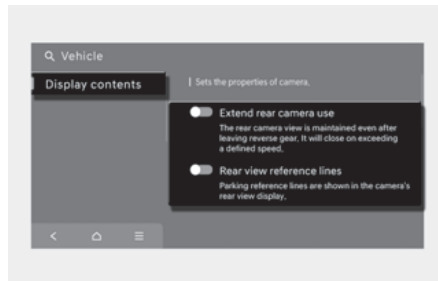 Vehicle
Display contents
Sets the properties of camera.
Extend rear camera use
The rear camera view is maintained even after
leaving reverse gear. It will close on exceeding
a defined speed.
Rear view reference lines
Parking reference lines are shown in the camera's
rear view display.